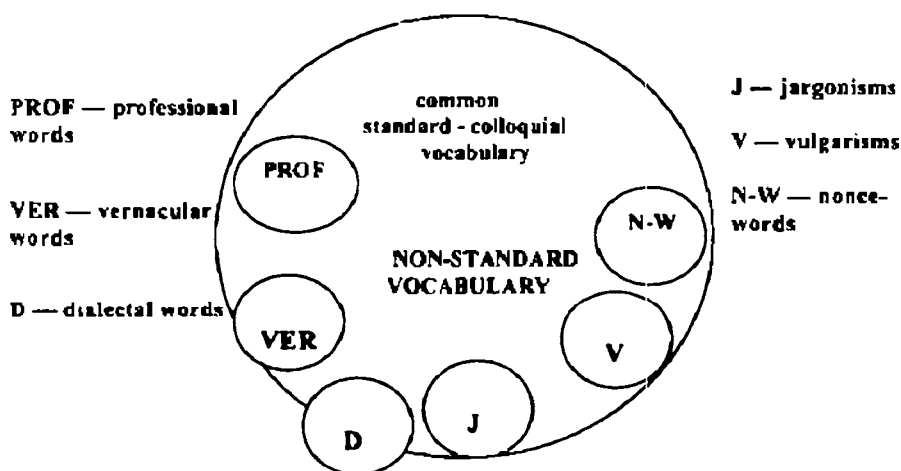 PROF — professional
words
VER — vernacular
words
D — dialectal words
common
standard - colloquial
vocabulary
NON-STANDARD
VOCABULARY
PROF
VER
D
J
V
N-W
J — jargonisms
V — vulgarisms
N-W — nonce-
words